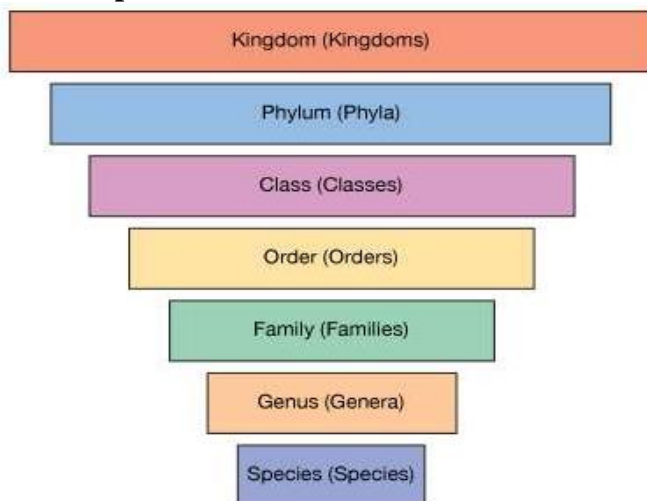 Kingdom (Kingdoms)
Phylum (Phyla)
Class (Classes)
Order (Orders)
Family (Families)
Genus (Genera)
Species (Species)